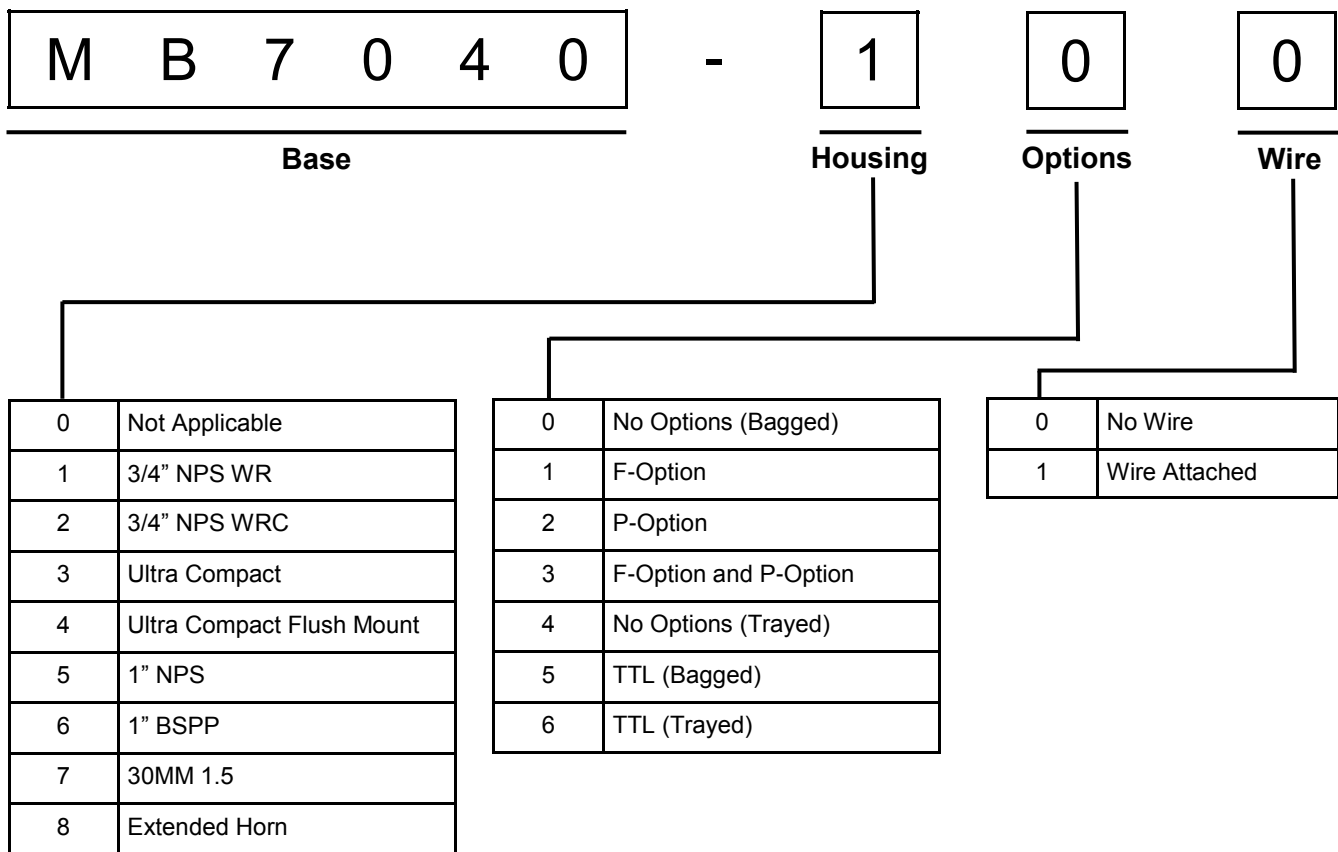 M B 7 0 4 0 - 1 0 0
Base Housing Options Wire
0 Not Applicable
1 3/4” NPS WR
2 3/4” NPS WRC
3 Ultra Compact
4 Ultra Compact Flush Mount
5 1” NPS
6 1” BSPP
7 30MM 1.5
8 Extended Horn
0 No Options (Bagged)
1 F-Option
2 P-Option
3 F-Option and P-Option
4 No Options (Trayed)
5 TTL (Bagged)
6 TTL (Trayed)
0 No Wire
1 Wire Attached